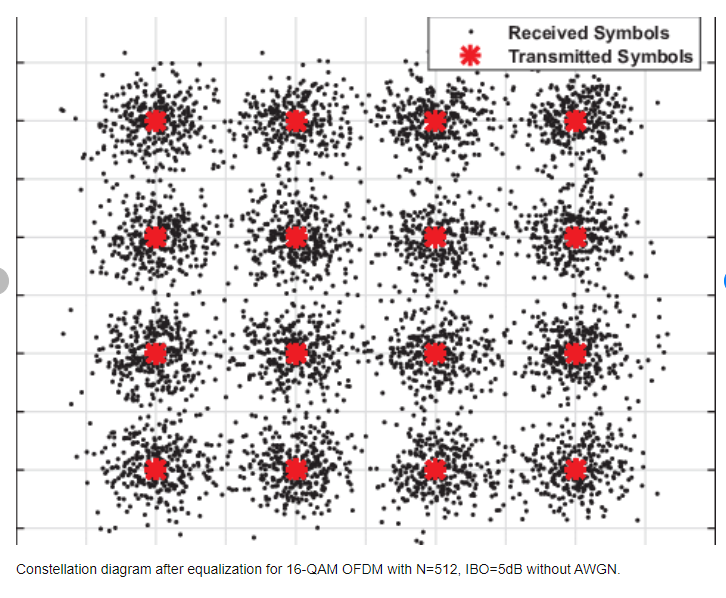 Received Symbols
Transmitted Symbols
Constellation diagram after equalization for 16-QAM OFDM with N=512, IBO=5dB without AWGN.